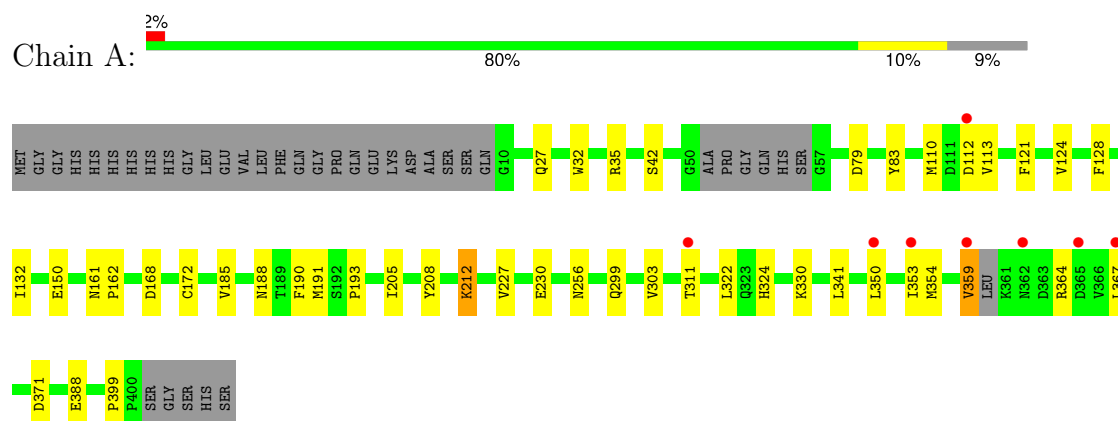 2%
Chain A:
80% 10% 9%
MET GLY GLY HIS HIS HIS HIS HIS HIS HIS GLY LEU GLU VAL LEU PHE GLN GLY PRO GLN GLU LYS ASP ALA SER SER GLN G10 Q27 W32 R35 S42 G50 ALA PRO GLY GLN HIS SER G57 D79 Y83 M110 D111 D112 V113 F121 V124 F128
I132 E150 N161 P162 D168 C172 V185 N188 T189 F190 M191 S192 P193 I205 Y208 K212 V227 E230 N256 Q299 V303 T311 L322 Q323 H324 K330 L341 L350 I353 M354 V359 LEU K361 N362 D363 R364 D365 V366 L367
D371 E388 P399 P400 SER GLY SER HIS SER